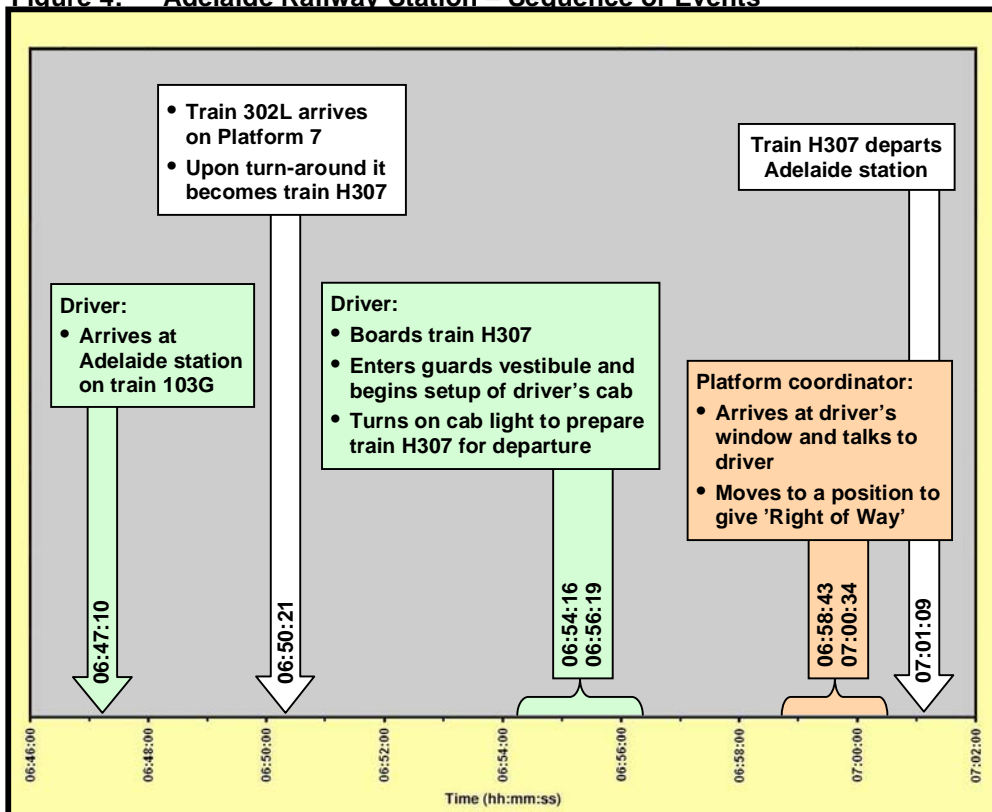 Figure 4: Adelaide Railway Station – Sequence of Events
• Train 302L arrives
on Platform 7
• Upon turn-around it
becomes train H307
Train H307 departs
Adelaide station
Driver:
• Arrives at
Adelaide station
on train 103G
Driver:
• Boards train H307
• Enters guards vestibule and
begins setup of driver's cab
• Turns on cab light to prepare
train H307 for departure
Platform coordinator:
• Arrives at driver's
window and talks to
driver
• Moves to a position to
give 'Right of Way'
06:47:10
06:50:21
06:54:16
06:56:19
06:58:43
07:00:34
07:01:09
06:46:00
06:48:00
06:50:00
06:52:00
06:54:00
06:56:00
06:58:00
07:00:00
07:02:00
Time (hh:mm:ss)